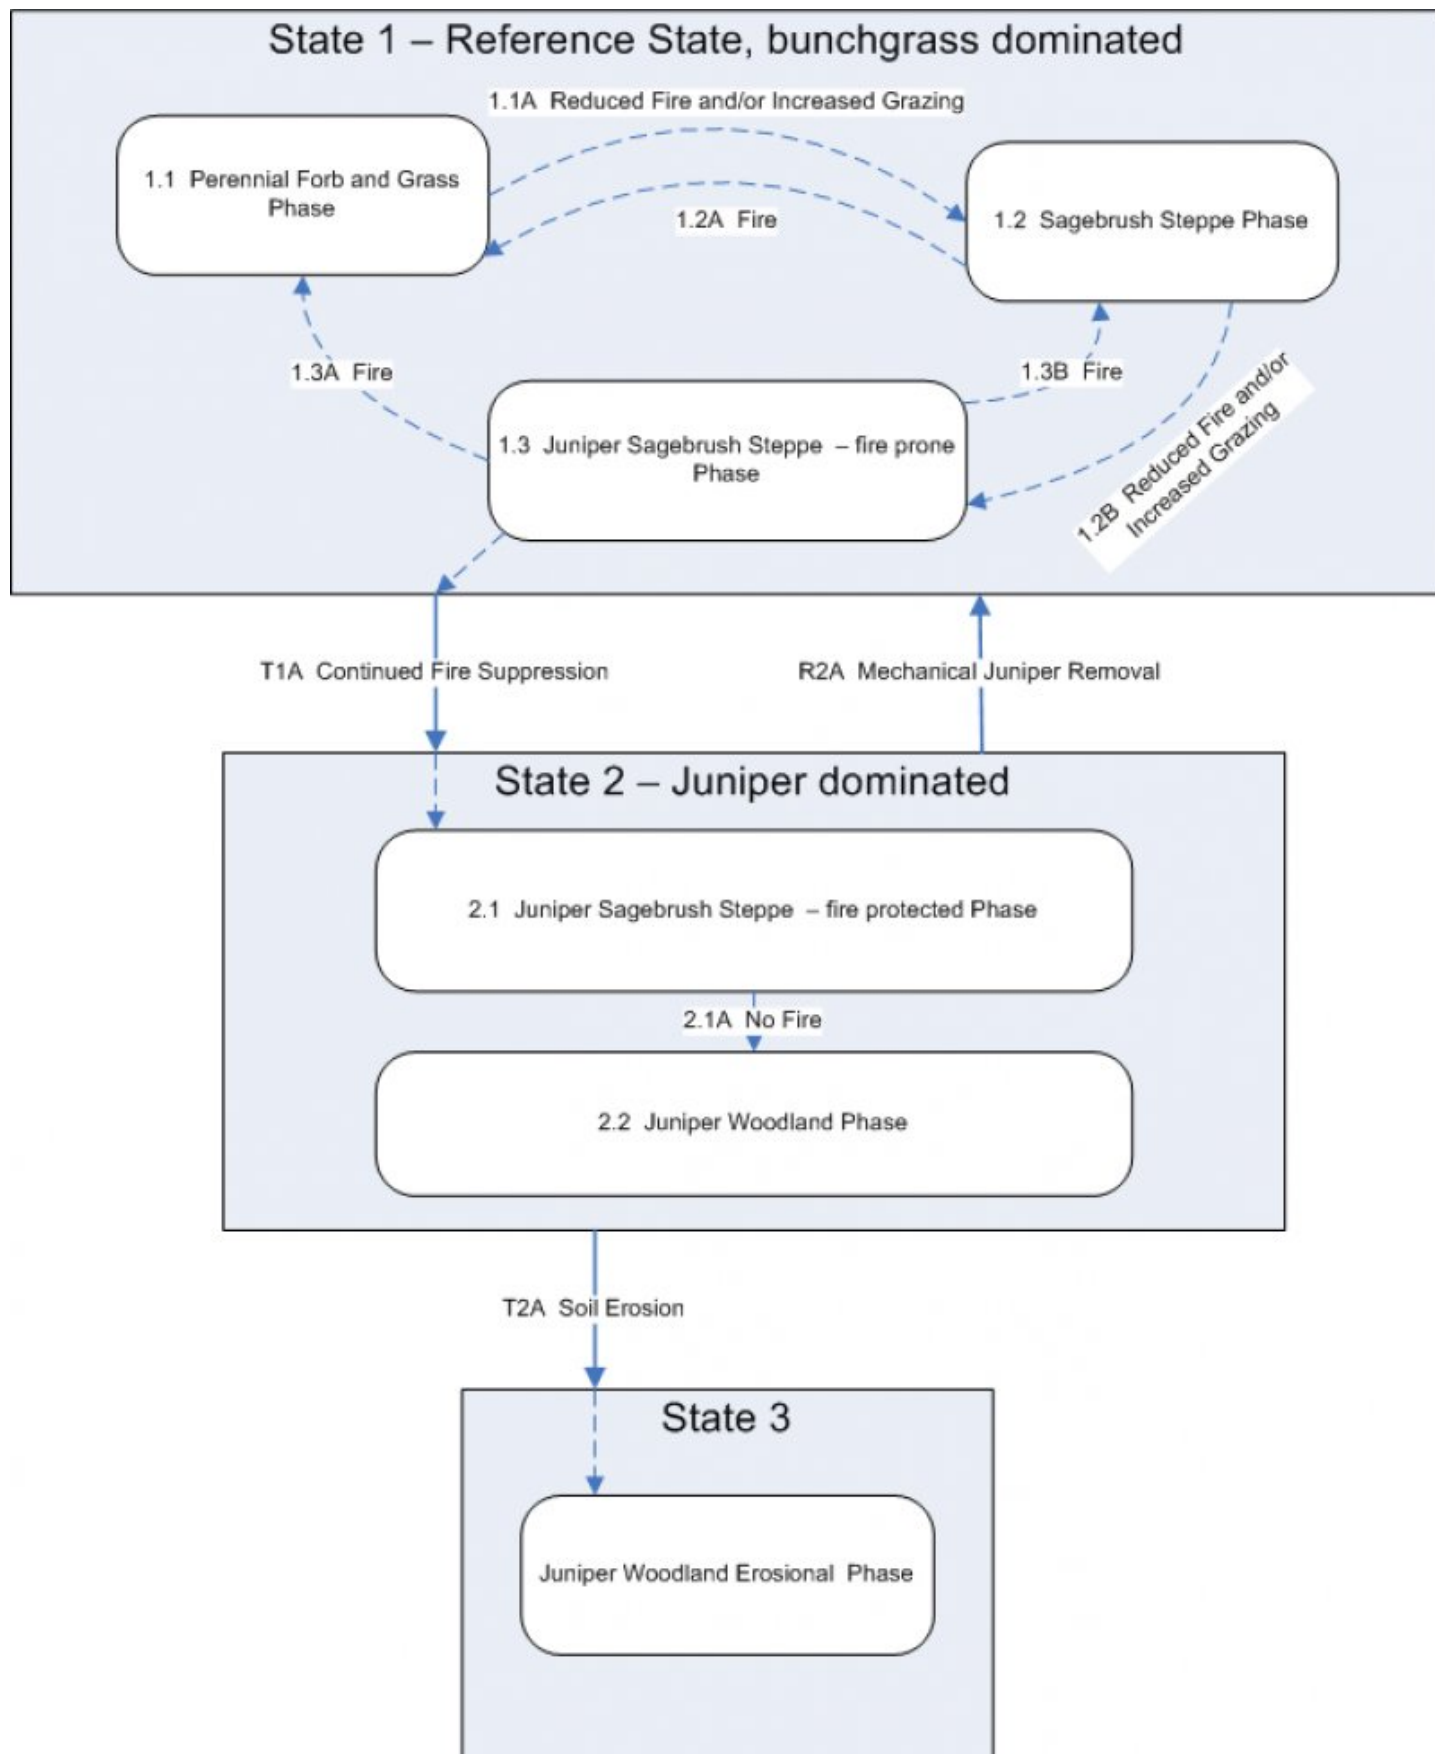 State 1 – Reference State, bunchgrass dominated
1.1A  Reduced Fire and/or Increased Grazing
1.1  Perennial Forb and Grass
Phase
1.2A  Fire
1.2  Sagebrush Steppe Phase
1.3A  Fire
1.3B  Fire
1.2B  Reduced Fire and/or
Increased Grazing
1.3  Juniper Sagebrush Steppe  – fire prone
Phase
T1A  Continued Fire Suppression
R2A  Mechanical Juniper Removal
State 2 – Juniper dominated
2.1  Juniper Sagebrush Steppe  – fire protected Phase
2.1A  No Fire
2.2  Juniper Woodland Phase
T2A  Soil Erosion
State 3
Juniper Woodland Erosional  Phase